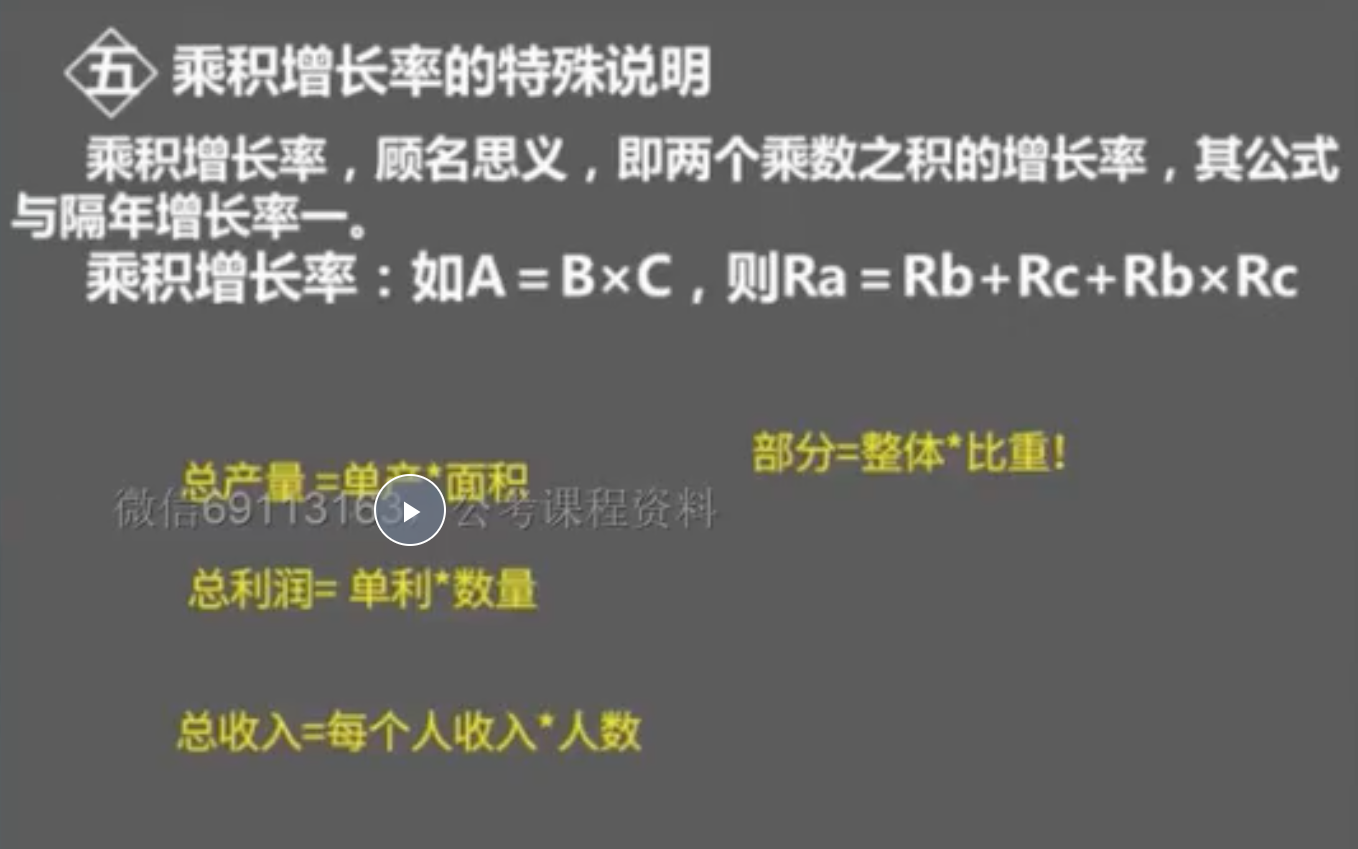 五 乘积增长率的特殊说明
乘积增长率，顾名思义，即两个乘数之积的增长率，其公式
与隔年增长率一。
乘积增长率：如A＝B×C，则Ra＝Rb+Rc+Rb×Rc
部分=整体*比重！
总产量 =单产*面积
微信69113163 公考课程资料
总利润= 单利*数量
总收入=每个人收入*人数